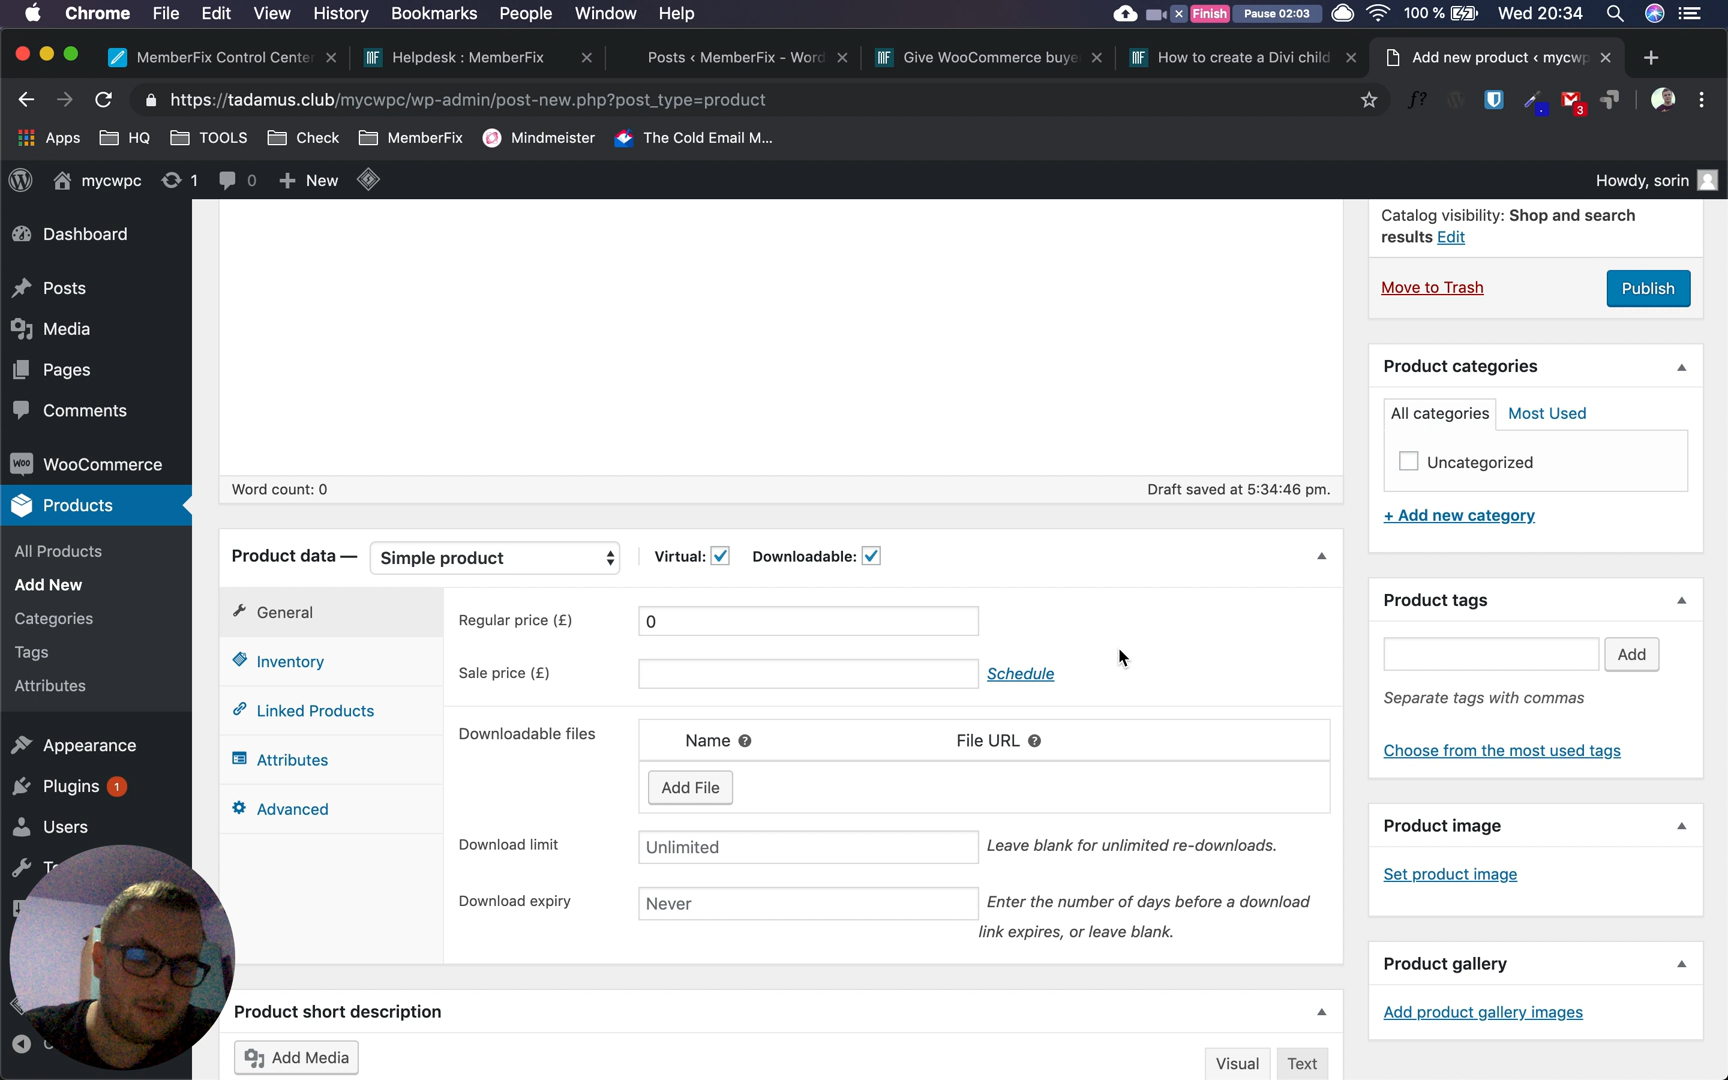 Chrome File Edit View History Bookmarks People Window Help
Finish Pause 02:03 100 % Wed 20:34
MemberFix Control Center
Helpdesk : MemberFix
Posts ‹ MemberFix - Word
Give WooCommerce buye
How to create a Divi child
Add new product ‹ mycwp
https://tadamus.club/mycwpc/wp-admin/post-new.php?post_type=product
f? 3
Apps HQ TOOLS Check MemberFix Mindmeister The Cold Email M...
mycwpc 1 0 New Howdy, sorin
Dashboard
Posts
Media
Pages
Comments
WooCommerce
Products
All Products
Add New
Categories
Tags
Attributes
Appearance
Plugins 1
Users
Word count: 0
Draft saved at 5:34:46 pm.
Product data — Simple product Virtual: Downloadable:
General
Inventory
Linked Products
Attributes
Advanced
Regular price (£) 0
Sale price (£) Schedule
Downloadable files Name File URL
Add File
Download limit Unlimited Leave blank for unlimited re-downloads.
Download expiry Never Enter the number of days before a download
link expires, or leave blank.
Product short description
Add Media
Visual Text
Catalog visibility: Shop and search
results Edit
Move to Trash Publish
Product categories
All categories Most Used
Uncategorized
+ Add new category
Product tags
Add
Separate tags with commas
Choose from the most used tags
Product image
Set product image
Product gallery
Add product gallery images